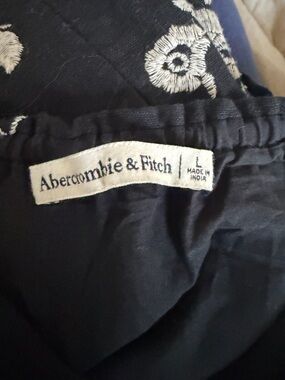 Abercrombie & Fitch
L
MADE IN
INDIA